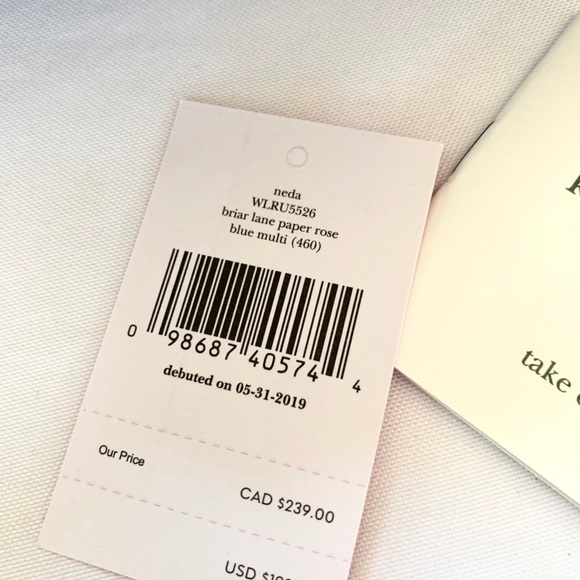 neda
WLRU5526
briar lane paper rose
blue multi (460)
0 98687 40574 4
debuted on 05-31-2019
Our Price
CAD $239.00
USD
take